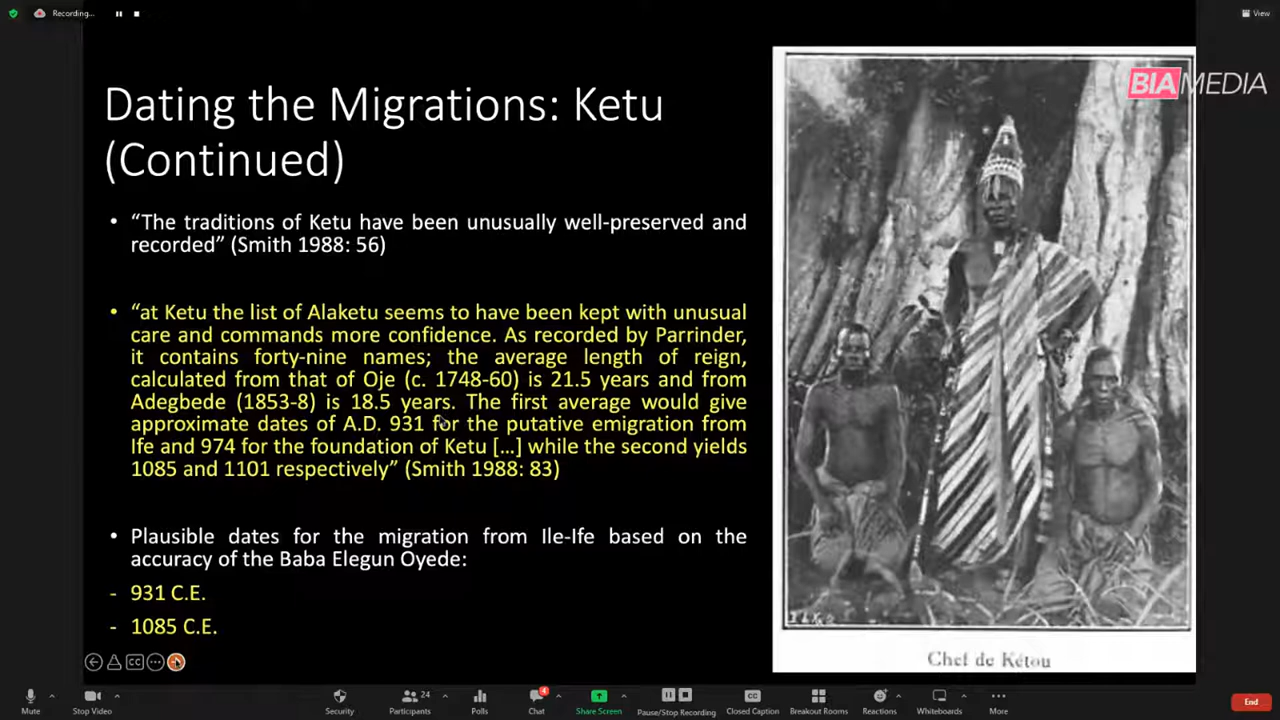 Recording...
View
BIAMEDIA
Dating the Migrations: Ketu
(Continued)
• “The traditions of Ketu have been unusually well-preserved and
recorded” (Smith 1988: 56)
• “at Ketu the list of Alaketu seems to have been kept with unusual
care and commands more confidence. As recorded by Parrinder,
it contains forty-nine names; the average length of reign,
calculated from that of Oje (c. 1748-60) is 21.5 years and from
Adegbede (1853-8) is 18.5 years. The first average would give
approximate dates of A.D. 931 for the putative emigration from
Ife and 974 for the foundation of Ketu […] while the second yields
1085 and 1101 respectively” (Smith 1988: 83)
• Plausible dates for the migration from Ile-Ife based on the
accuracy of the Baba Elegun Oyede:
- 931 C.E.
- 1085 C.E.
Chef de Kétou
CC
24
4
CC
Mute
Stop Video
Security
Participants
Polls
Chat
Share Screen
Pause/Stop Recording
Closed Caption
Breakout Rooms
Reactions
Whiteboards
More
End